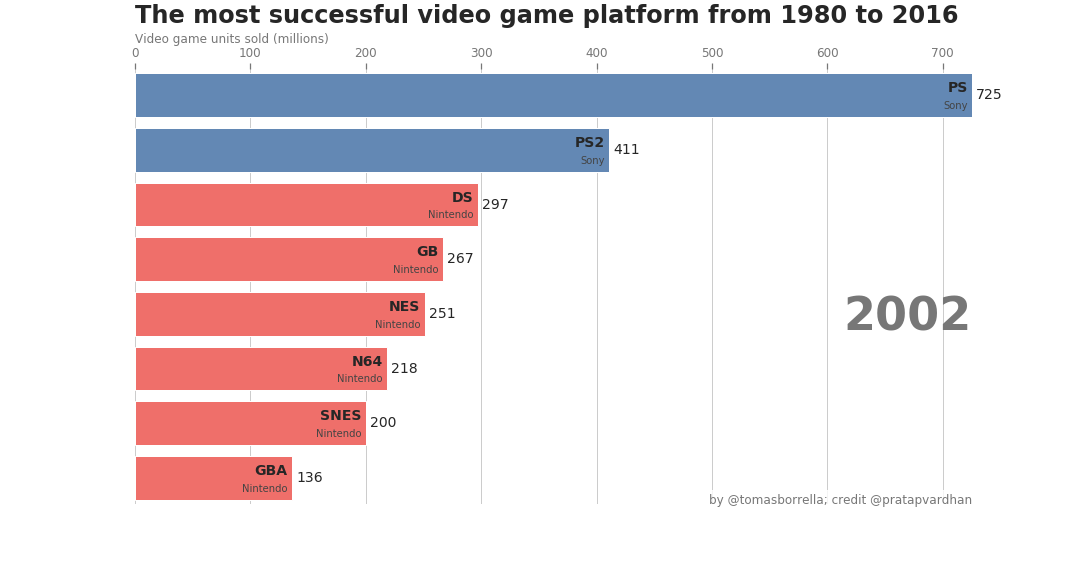 The most successful video game platform from 1980 to 2016
Video game units sold (millions)
0 100 200 300 400 500 600 700
PS
Sony
725
PS2
Sony
411
DS
Nintendo
297
GB
Nintendo
267
NES
Nintendo
251
2002
N64
Nintendo
218
SNES
Nintendo
200
GBA
Nintendo
136
by @tomasborrella; credit @pratapvardhan